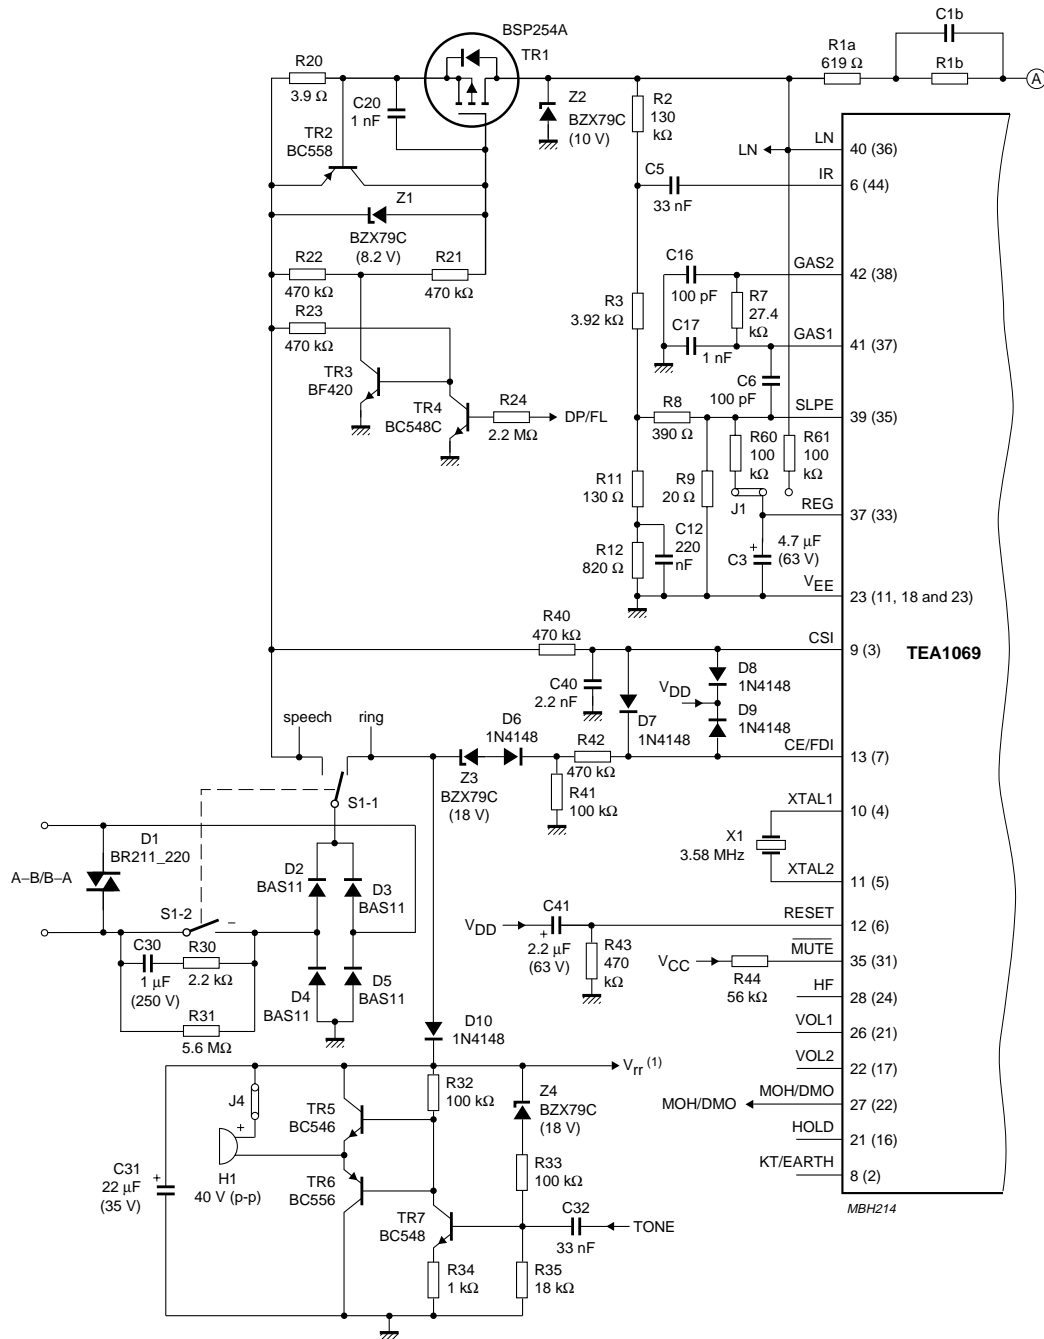 C1b
BSP254A
TR1
R1a
619 Ω
R1b
A
R20
3.9 Ω
C20
1 nF
Z2
BZX79C
(10 V)
R2
130
kΩ
TR2
BC558
LN
LN
40 (36)
C5
33 nF
IR
6 (44)
Z1
BZX79C
(8.2 V)
R22
470 kΩ
R21
470 kΩ
C16
100 pF
GAS2
42 (38)
R3
3.92 kΩ
R7
27.4
kΩ
R23
470 kΩ
C17
1 nF
GAS1
41 (37)
TR3
BF420
C6
100 pF
TR4
BC548C
R24
2.2 MΩ
DP/FL
R8
390 Ω
SLPE
39 (35)
R60
100
kΩ
R61
100
kΩ
R11
130 Ω
R9
20 Ω
J1
REG
37 (33)
C12
220
nF
R12
820 Ω
C3
+
4.7 µF
(63 V)
VEE
23 (11, 18 and 23)
R40
470 kΩ
CSI
9 (3)
TEA1069
C40
2.2 nF
D8
1N4148
VDD
D9
1N4148
D7
1N4148
speech
ring
D6
1N4148
R42
470 kΩ
CE/FDI
13 (7)
Z3
BZX79C
(18 V)
R41
100 kΩ
S1-1
XTAL1
10 (4)
X1
3.58 MHz
XTAL2
11 (5)
D1
BR211_220
A–B/B–A
D2
BAS11
D3
BAS11
S1-2
C41
+
2.2 µF
(63 V)
VDD
RESET
12 (6)
C30
1 µF
(250 V)
R30
2.2 kΩ
R43
470
kΩ
VCC
R44
56 kΩ
MUTE
35 (31)
D4
BAS11
D5
BAS11
HF
28 (24)
R31
5.6 MΩ
D10
1N4148
VOL1
26 (21)
Vrr (1)
VOL2
22 (17)
J4
R32
100 kΩ
Z4
BZX79C
(18 V)
MOH/DMO
MOH/DMO
27 (22)
TR5
BC546
+
HOLD
21 (16)
C31
22 µF
(35 V)
+
H1
40 V (p-p)
TR6
BC556
R33
100 kΩ
KT/EARTH
8 (2)
MBH214
TR7
BC548
C32
33 nF
TONE
R34
1 kΩ
R35
18 kΩ